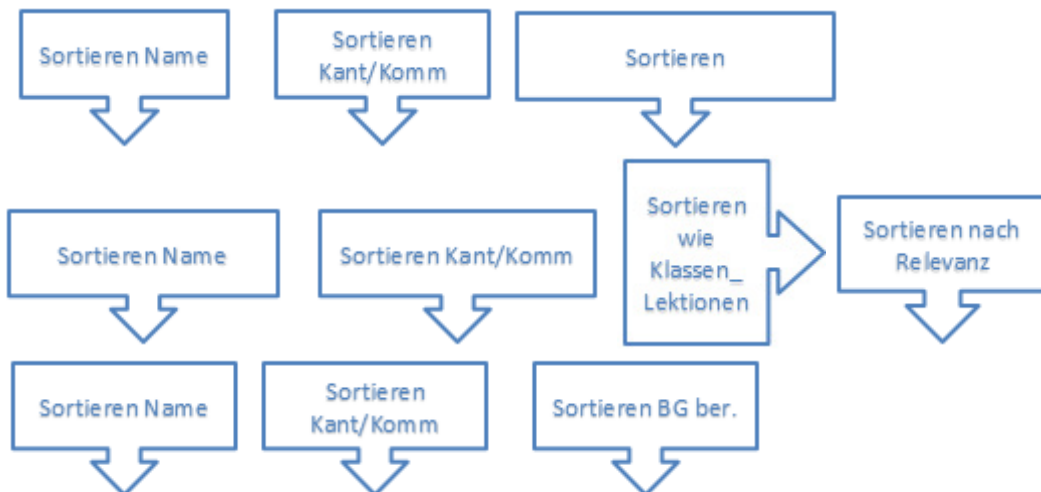 Sortieren Name
Sortieren
Kant/Komm
Sortieren
Sortieren Name
Sortieren Kant/Komm
Sortieren
wie
Klassen_
Lektionen
Sortieren nach
Relevanz
Sortieren Name
Sortieren
Kant/Komm
Sortieren BG ber.